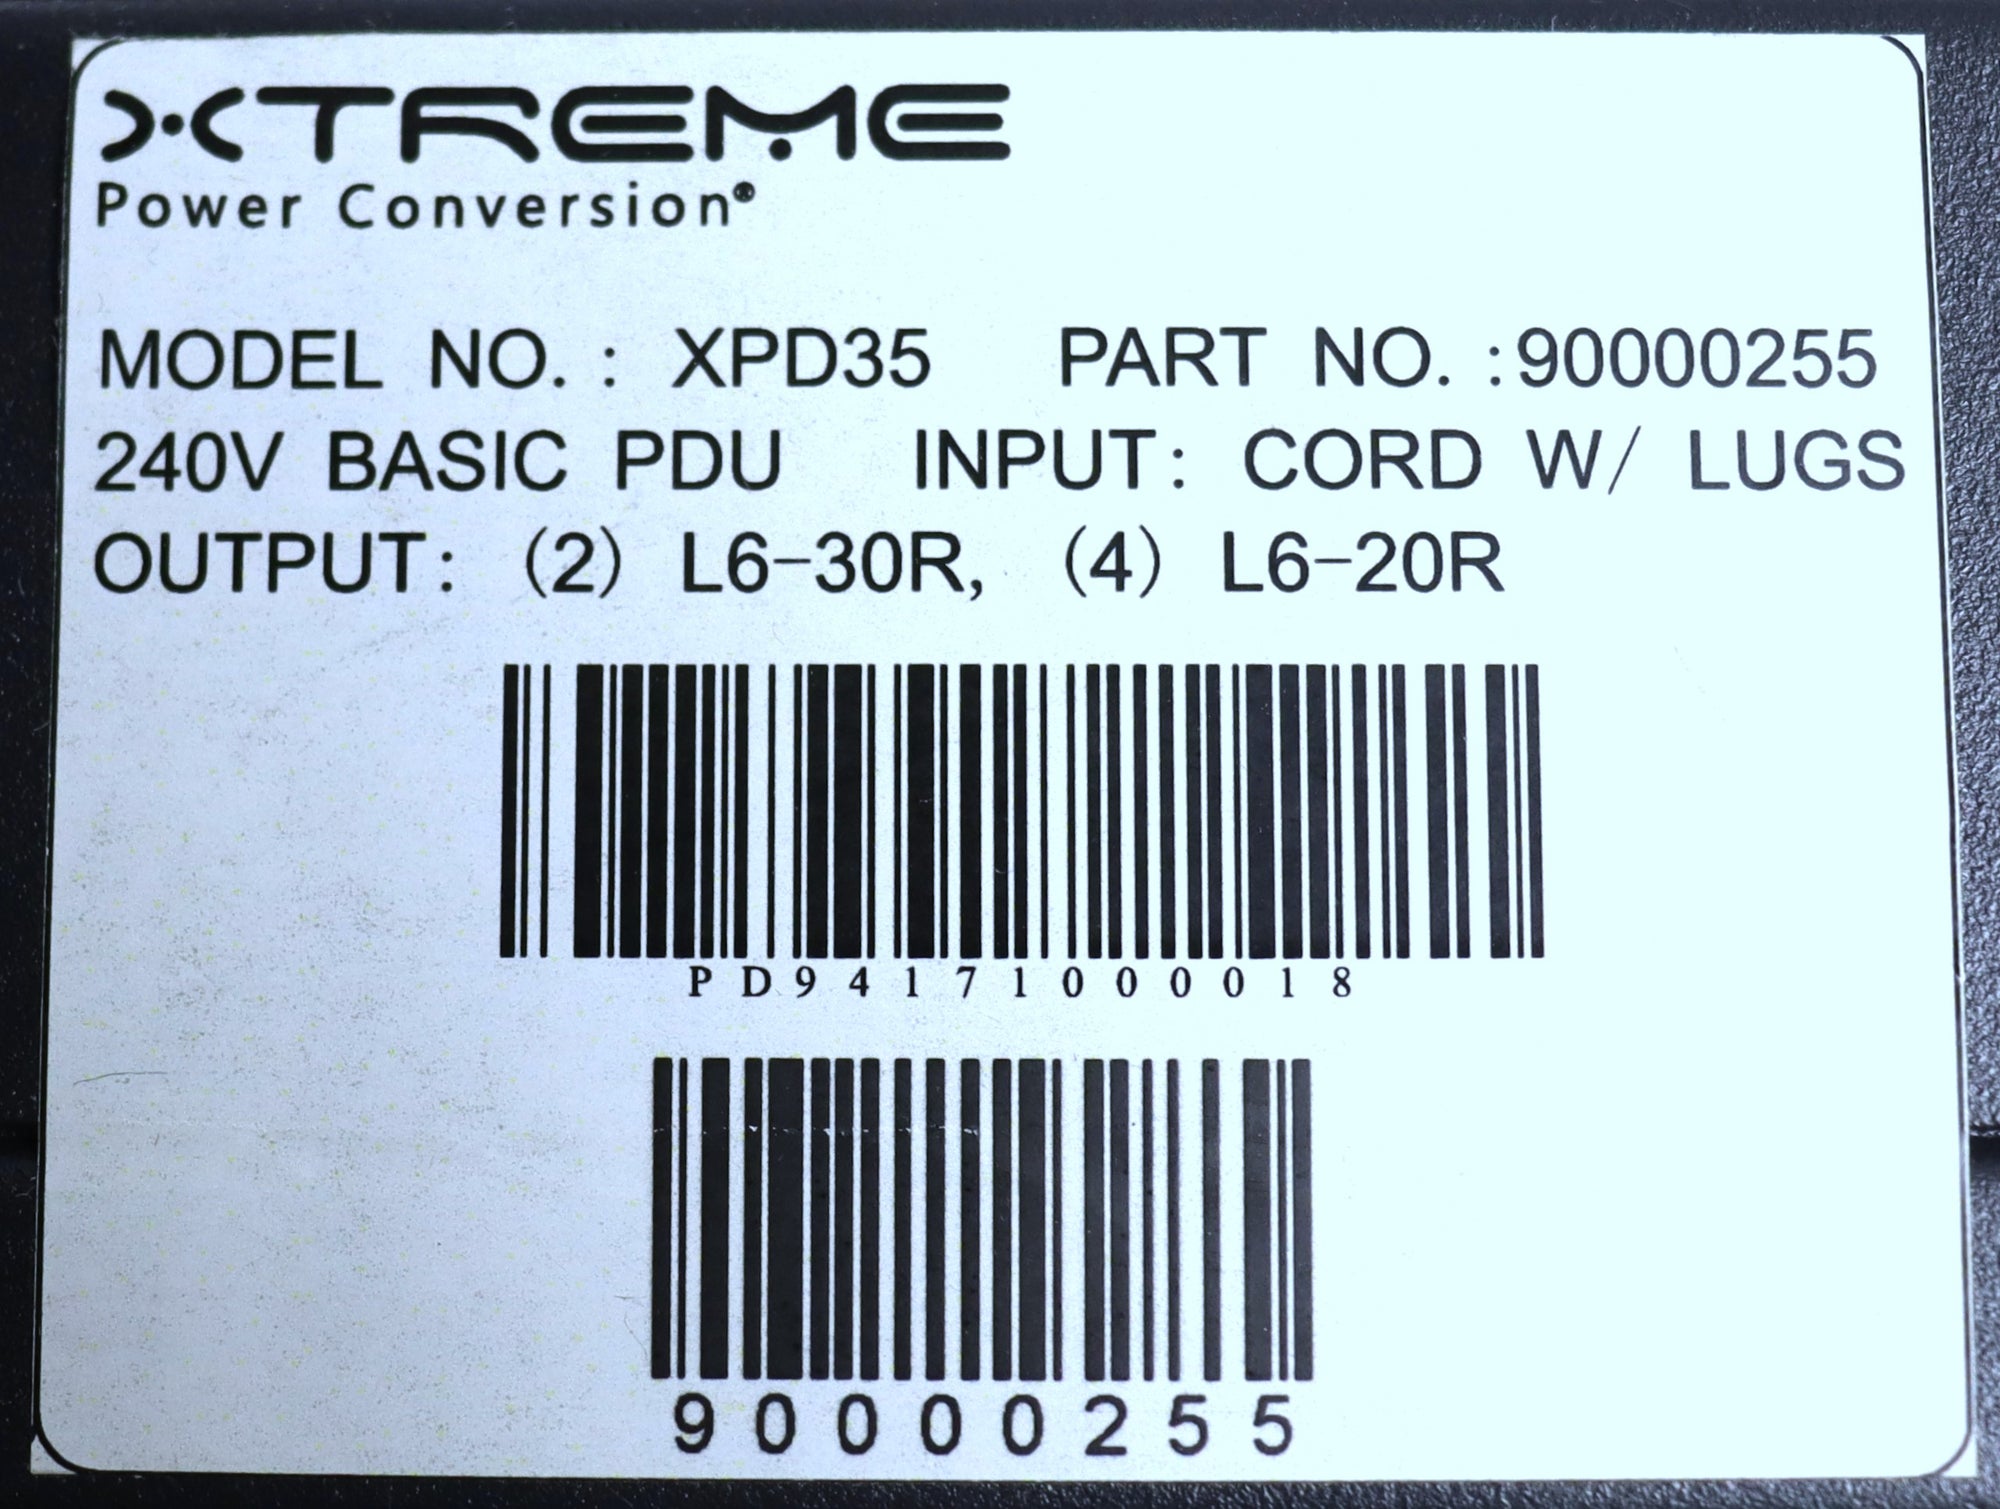 XTREME
Power Conversion®
MODEL NO.: XPD35 PART NO.:90000255
240V BASIC PDU INPUT: CORD W/ LUGS
OUTPUT: (2) L6-30R, (4) L6-20R
PD94171000018
90000255